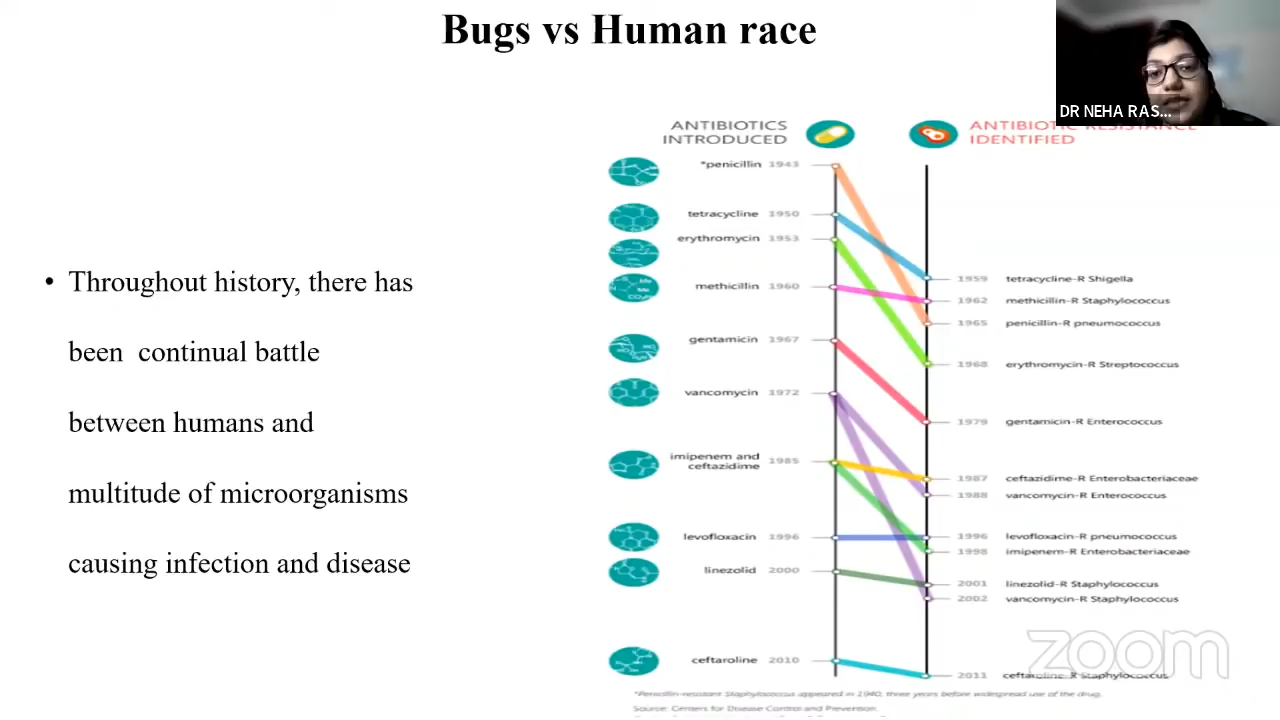 Bugs vs Human race
DR NEHA RAS...
• Throughout history, there has
been continual battle
between humans and
multitude of microorganisms
causing infection and disease
ANTIBIOTICS
INTRODUCED
ANTIBIOTIC RESISTANCE
IDENTIFIED
*penicillin 1943
tetracycline 1950
erythromycin 1953
methicillin 1960
gentamicin 1967
vancomycin 1972
imipenem and
ceftazidime 1985
levofloxacin 1996
linezolid 2000
ceftaroline 2010
1959 tetracycline-R Shigella
1962 methicillin-R Staphylococcus
1965 penicillin-R pneumococcus
1968 erythromycin-R Streptococcus
1979 gentamicin-R Enterococcus
1987 ceftazidime-R Enterobacteriaceae
1988 vancomycin-R Enterococcus
1996 levofloxacin-R pneumococcus
1998 imipenem-R Enterobacteriaceae
2001 linezolid-R Staphylococcus
2002 vancomycin-R Staphylococcus
2011 ceftaroline-R Staphylococcus
*Penicillin-resistant Staphylococcus appeared in 1940; three years before widespread use of the drug.
Source: Centers for Disease Control and Prevention.
zoom